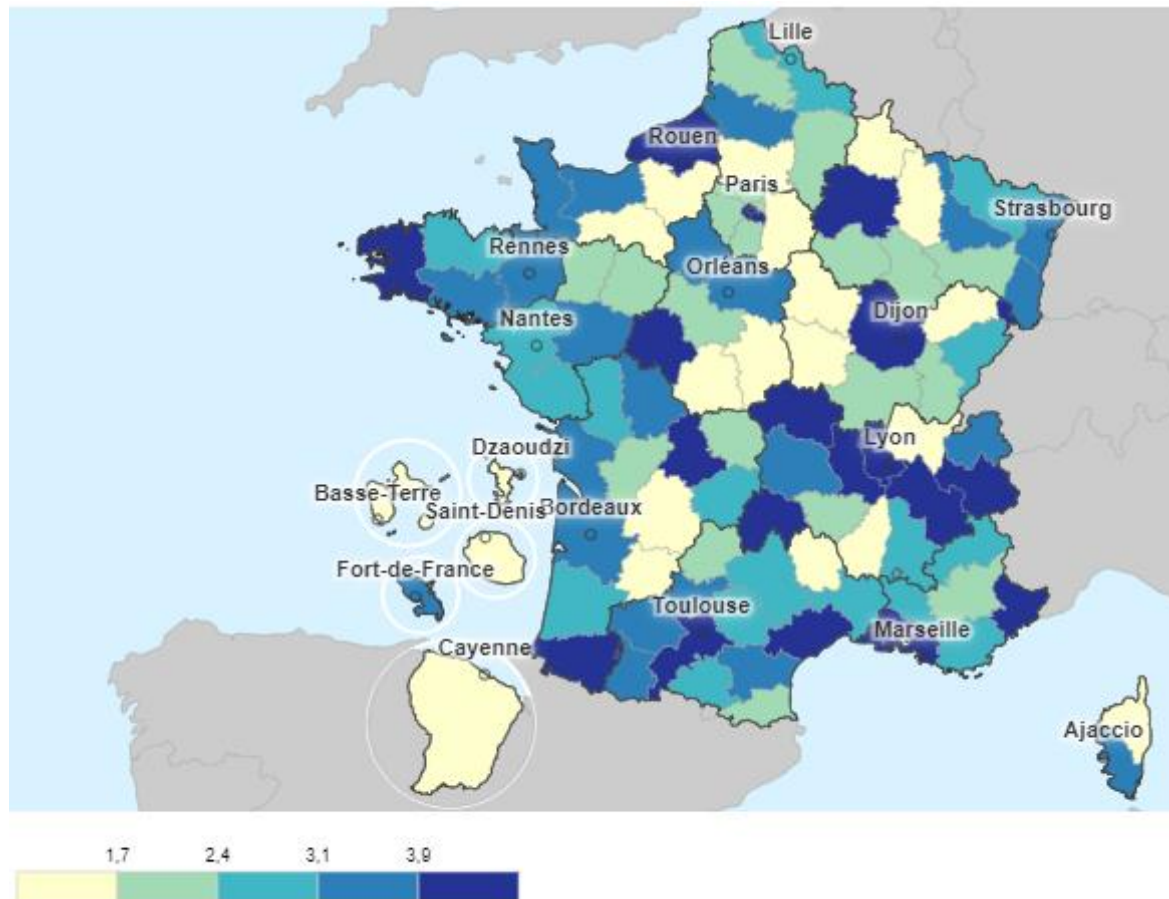 Lille
Rouen
Paris
Strasbourg
Rennes
Orléans
Nantes
Dijon
Lyon
Dzaoudzi
Basse-Terre
Saint-Denis
Bordeaux
Fort-de-France
Toulouse
Marseille
Cayenne
Ajaccio
1,7 2,4 3,1 3,9